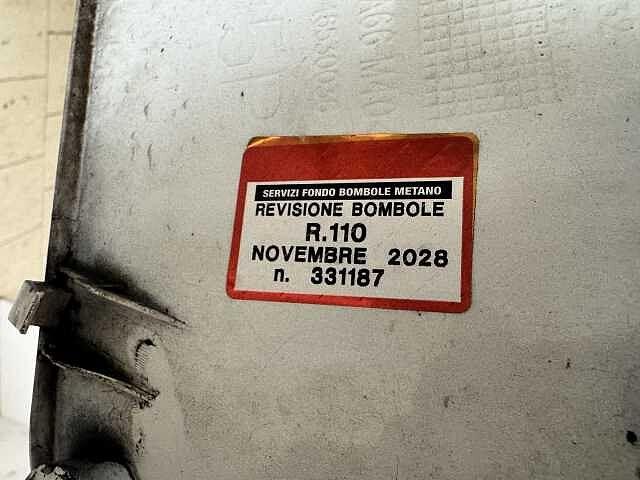 SERVIZI FONDO BOMBOLE METANO
REVISIONE BOMBOLE
R.110
NOVEMBRE 2028
n. 331187